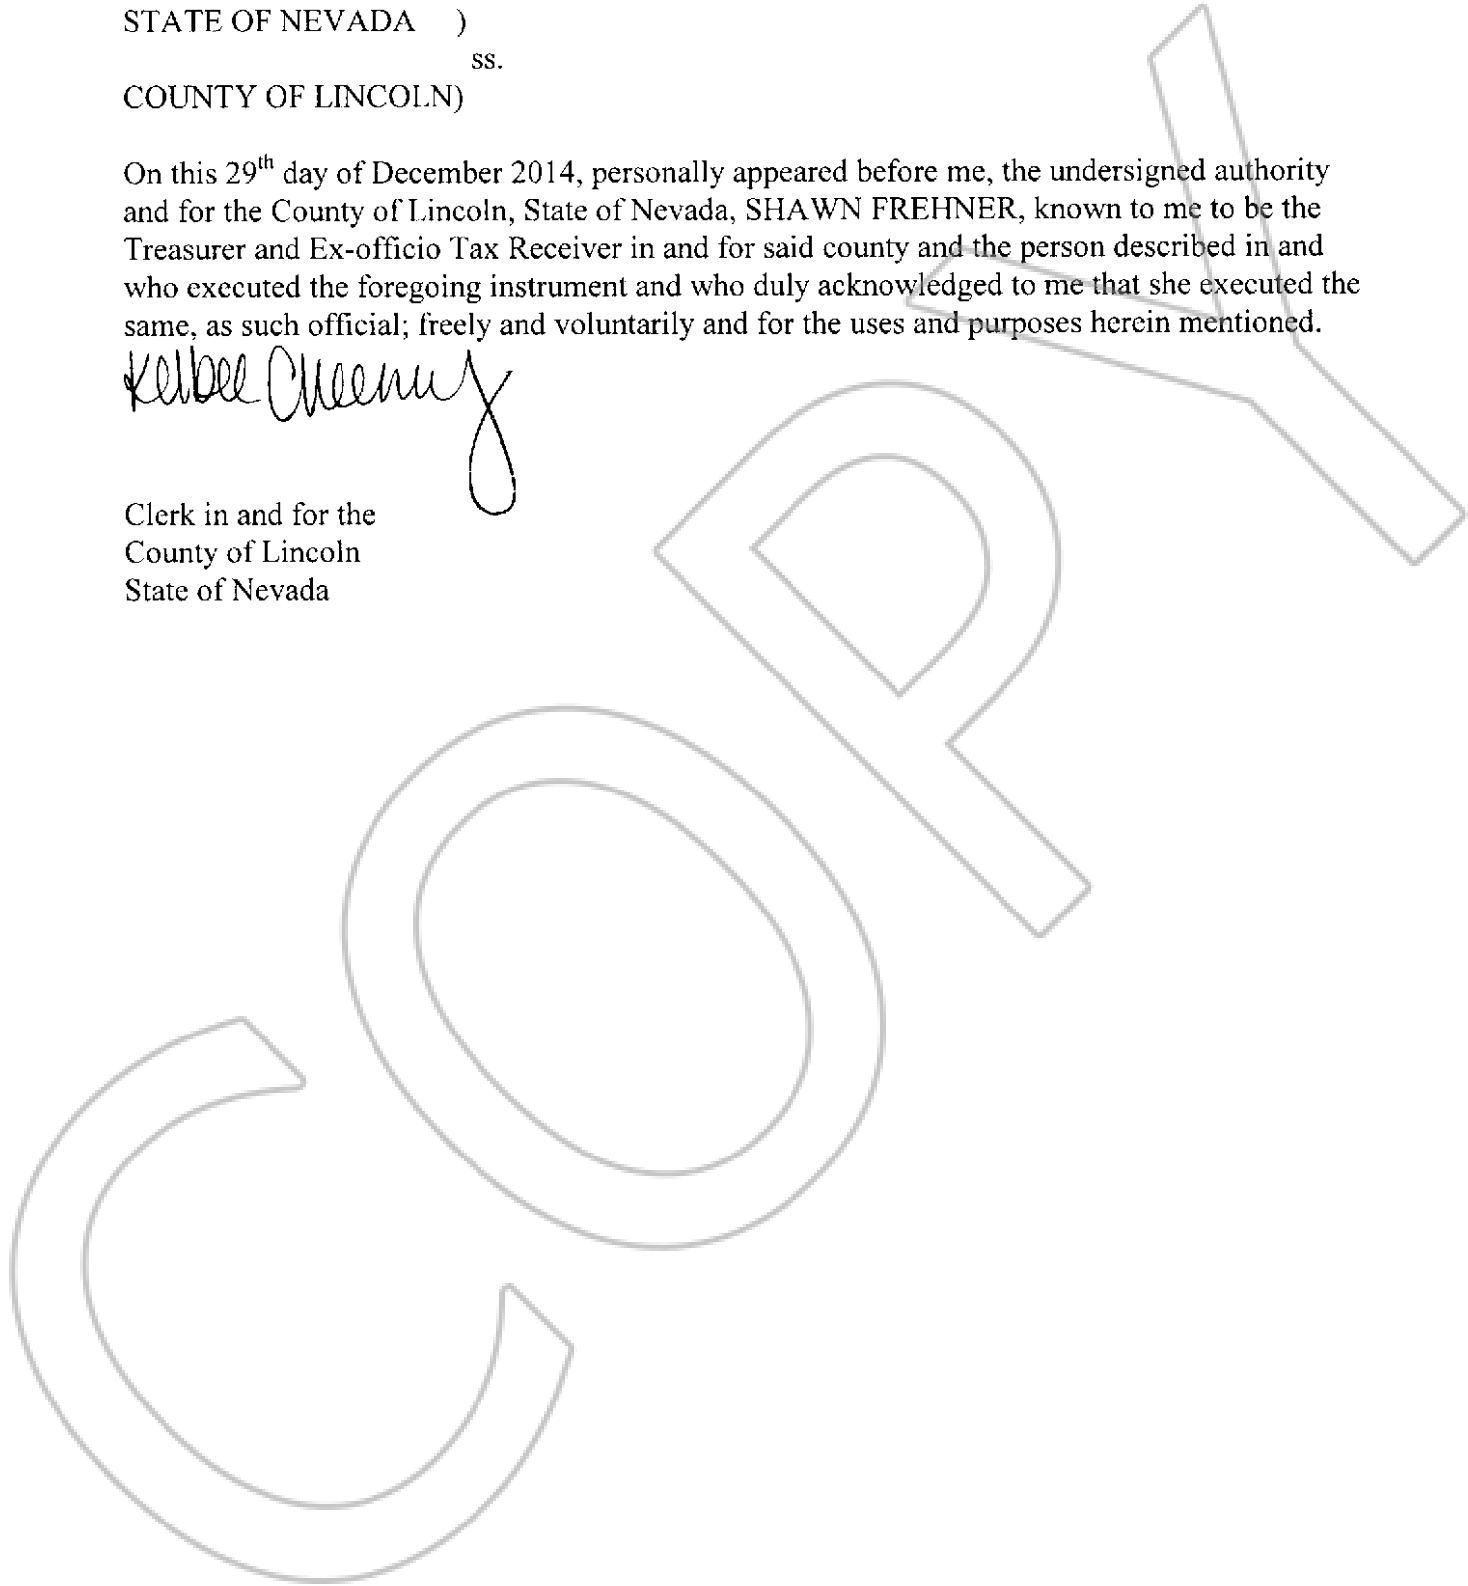 STATE OF NEVADA )
ss.
COUNTY OF LINCOLN)
On this 29th day of December 2014, personally appeared before me, the undersigned authority
and for the County of Lincoln, State of Nevada, SHAWN FREHNER, known to me to be the
Treasurer and Ex-officio Tax Receiver in and for said county and the person described in and
who executed the foregoing instrument and who duly acknowledged to me that she executed the
same, as such official; freely and voluntarily and for the uses and purposes herein mentioned.
Clerk in and for the
County of Lincoln
State of Nevada
COPY